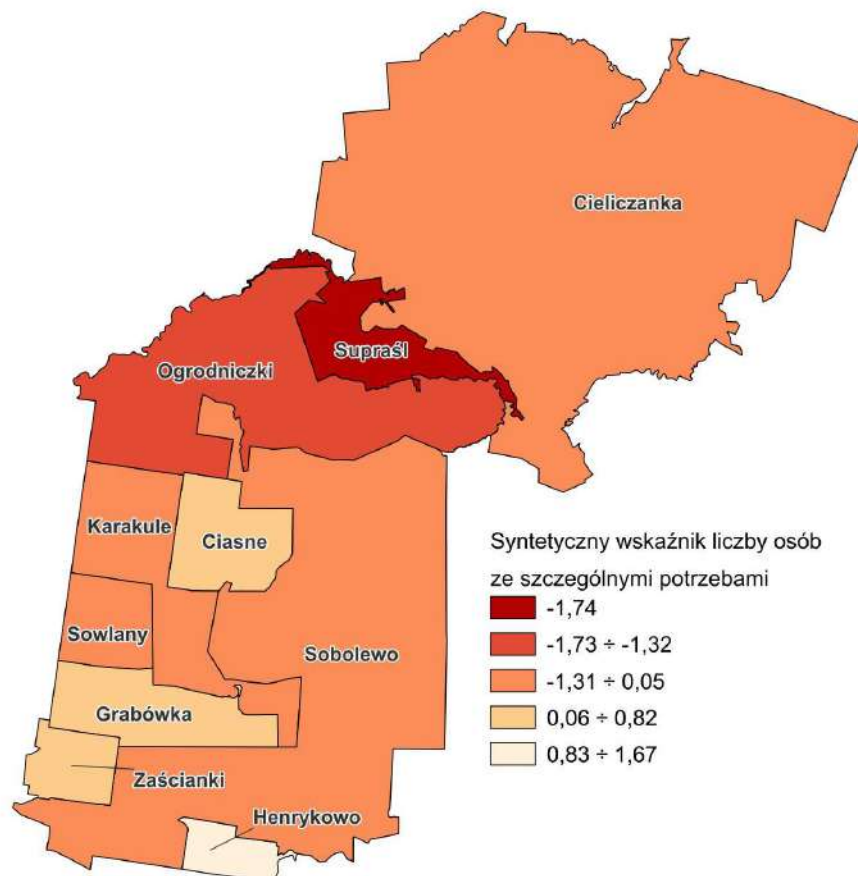 Cieliczanka
Supraśl
Ogrodniczki
Karakule
Ciasne
Sowlany
Sobolewo
Grabówka
Zaścianki
Henrykowo
Syntetyczny wskaźnik liczby osób
ze szczególnymi potrzebami
-1,74
-1,73 ÷ -1,32
-1,31 ÷ 0,05
0,06 ÷ 0,82
0,83 ÷ 1,67